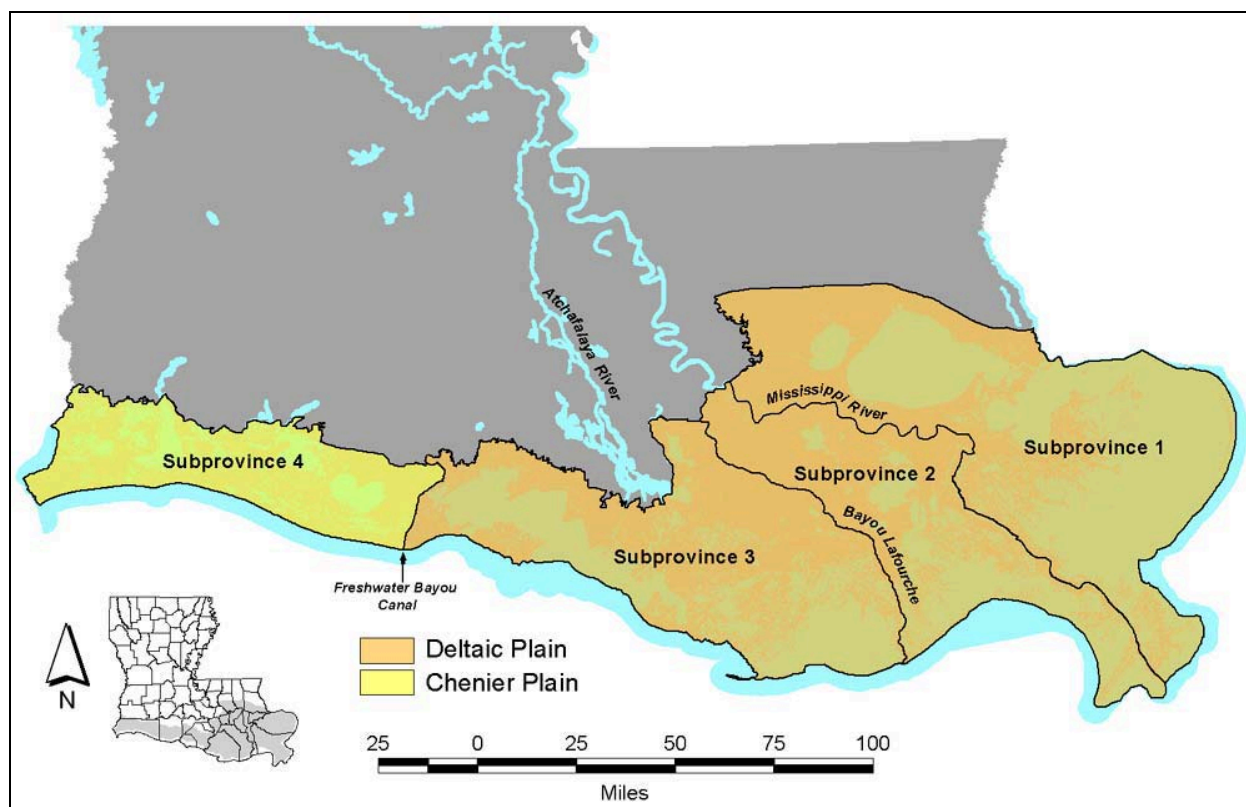 Atchafalaya River
Mississippi River
Subprovince 1
Subprovince 4
Subprovince 2
Bayou Lafourche
Subprovince 3
Freshwater Bayou
Canal
Deltaic Plain
Chenier Plain
N
25 0 25 50 75 100
Miles